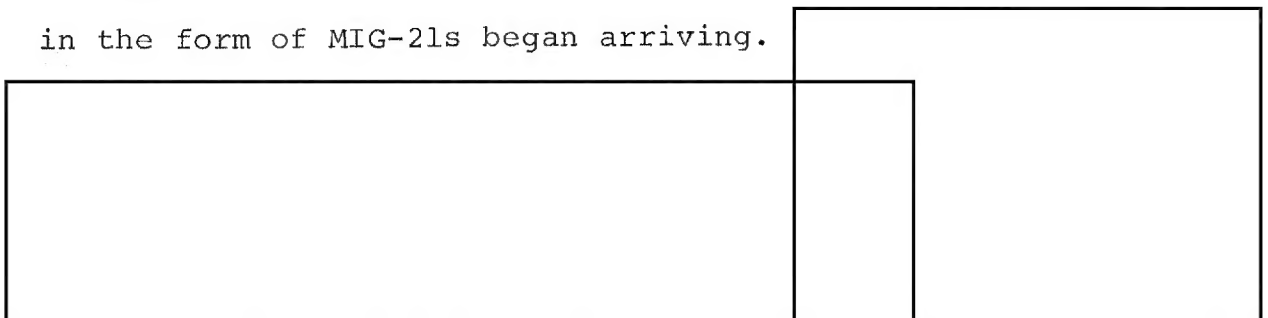 in the form of MIG-21s began arriving.